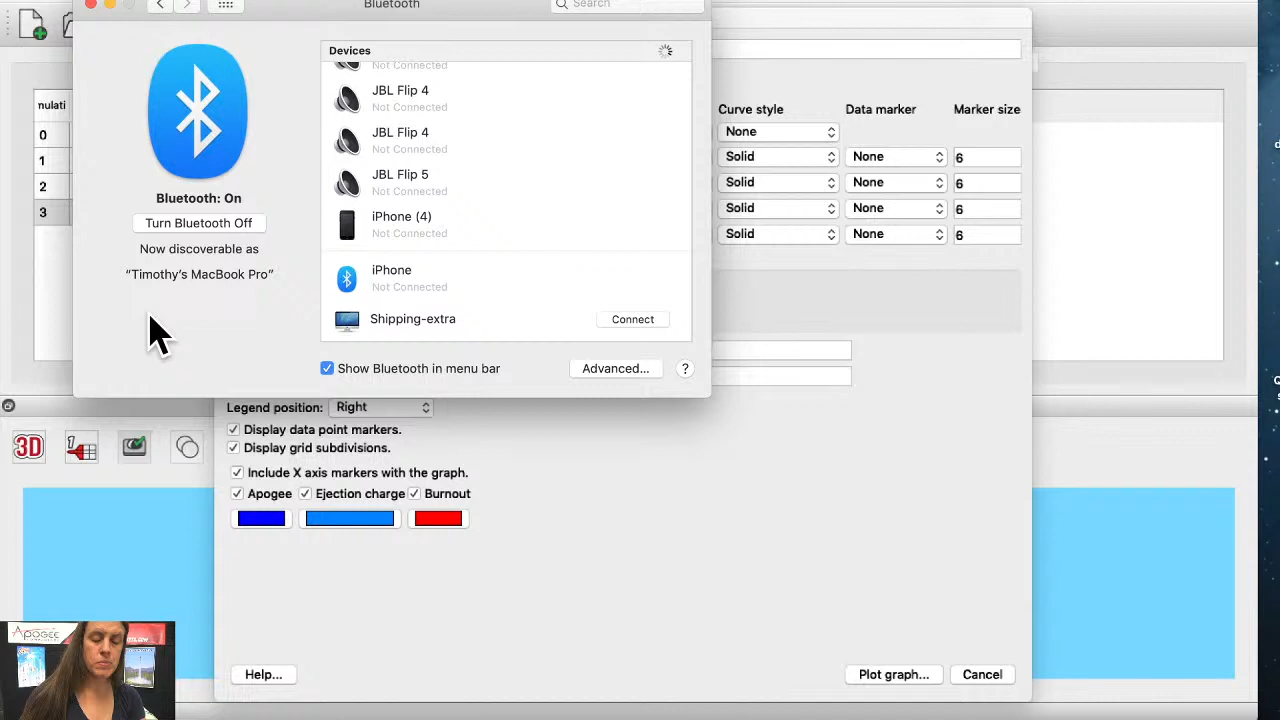 Bluetooth
Search
Devices
Not Connected
JBL Flip 4
Not Connected
JBL Flip 4
Not Connected
JBL Flip 5
Not Connected
iPhone (4)
Not Connected
iPhone
Not Connected
Shipping-extra
Connect
Bluetooth: On
Turn Bluetooth Off
Now discoverable as
“Timothy’s MacBook Pro”
Show Bluetooth in menu bar
Advanced...
?
mulati
0
1
2
3
Curve style
Data marker
Marker size
None
Solid
None
6
Solid
None
6
Solid
None
6
Solid
None
6
Legend position:
Right
Display data point markers.
Display grid subdivisions.
Include X axis markers with the graph.
Apogee
Ejection charge
Burnout
3D
1
Help...
Plot graph...
Cancel
APOGEE